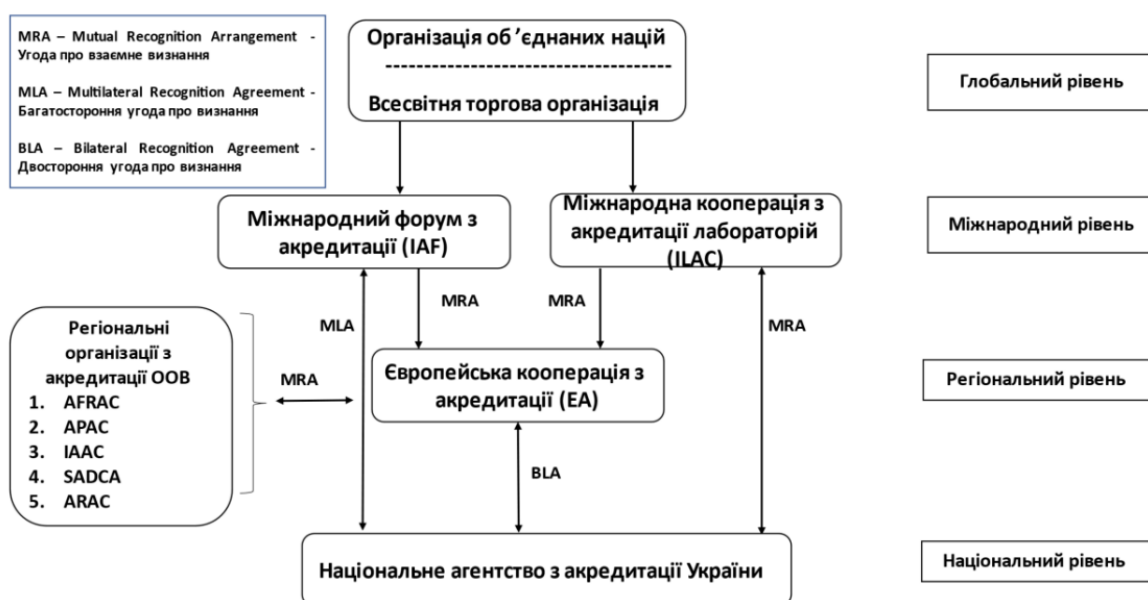 MRA – Mutual Recognition Arrangement -
Угода про взаємне визнання
MLA – Multilateral Recognition Agreement -
Багатостороння угода про визнання
BLA – Bilateral Recognition Agreement -
Двостороння угода про визнання
Організація об ’єднаних націй
Всесвітня торгова організація
Глобальний рівень
Міжнародний форум з
акредитації (IAF)
Міжнародна кооперація з
акредитації лабораторій
(ILAC)
Міжнародний рівень
MRA
MRA
MLA
MRA
Регіональні
організації з
акредитації ООВ
1. AFRAC
2. APAC
3. IAAC
4. SADCA
5. ARAC
MRA
Європейська кооперація з
акредитації (EA)
Регіональний рівень
BLA
Національне агентство з акредитації України
Національний рівень